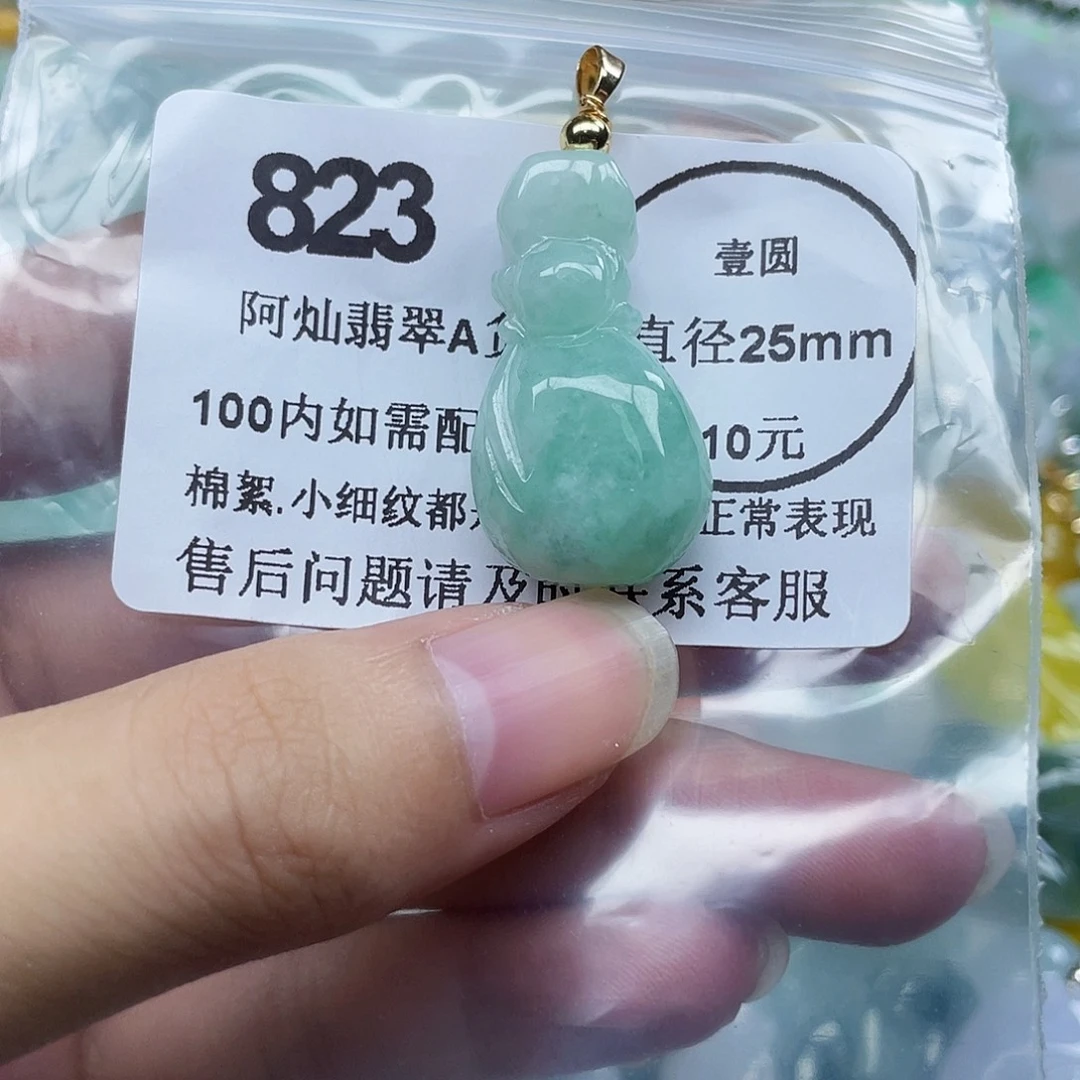 823
壹圆
阿灿翡翠A 直径25mm
100内如需配 10元
棉絮.小细纹都 正常表现
售后问题请及时联系客服